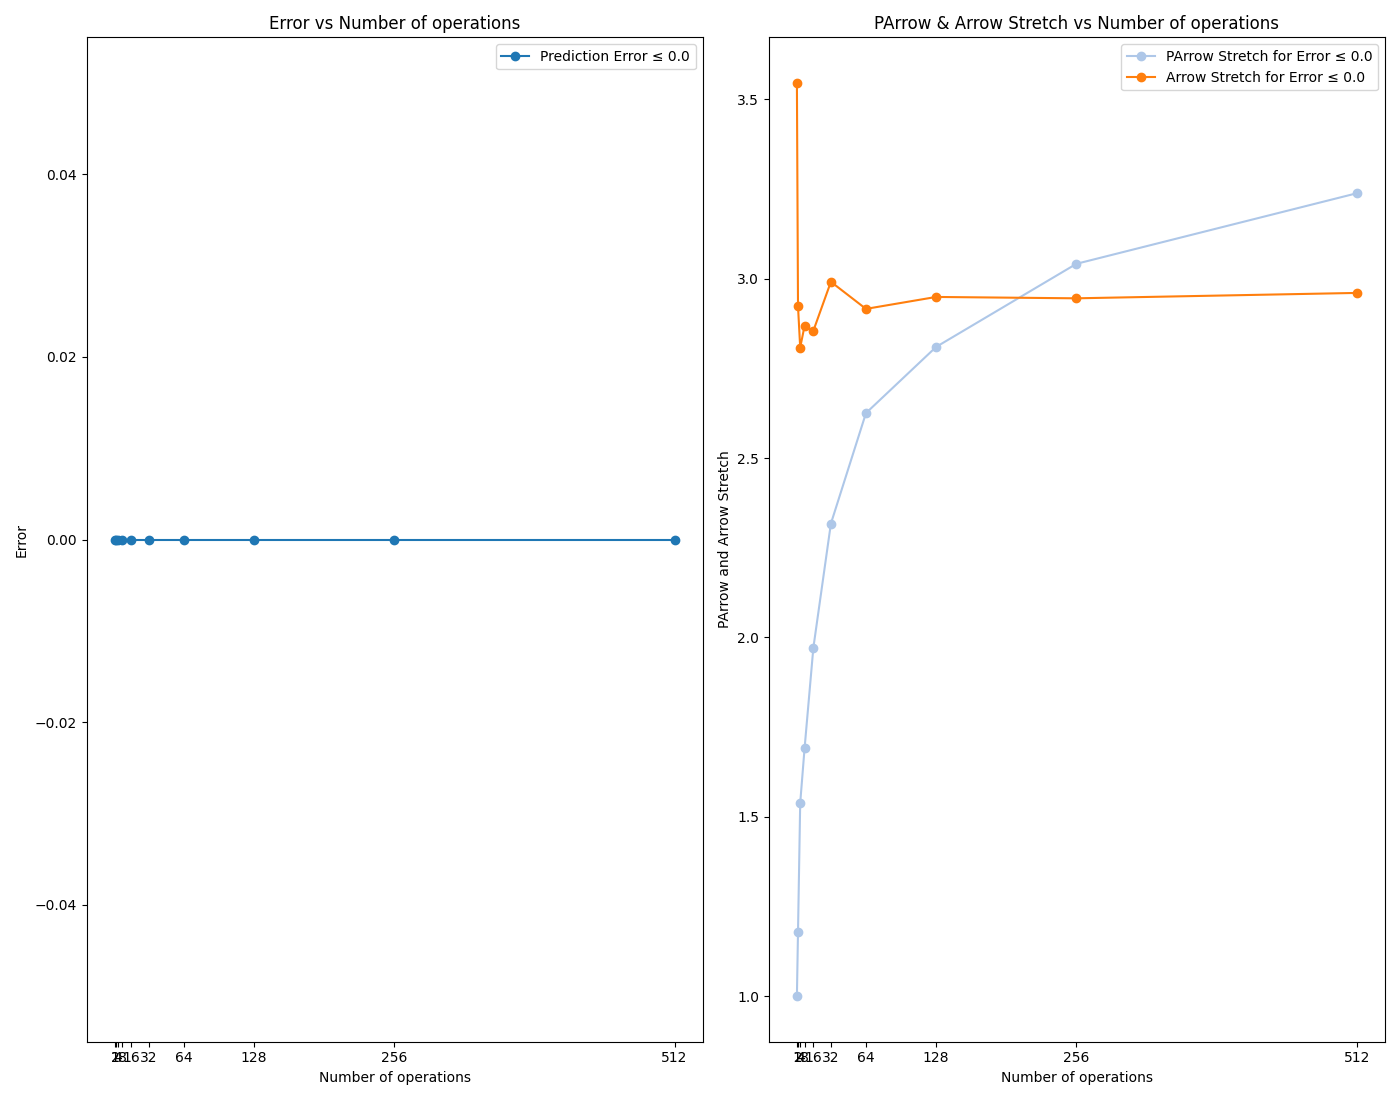 Error vs Number of operations
Prediction Error ≤ 0.0
Error
0.04
0.02
0.00
−0.02
−0.04
16 32 64 128 256 512
Number of operations
PArrow & Arrow Stretch vs Number of operations
PArrow Stretch for Error ≤ 0.0
Arrow Stretch for Error ≤ 0.0
PArrow and Arrow Stretch
3.5
3.0
2.5
2.0
1.5
1.0
16 32 64 128 256 512
Number of operations